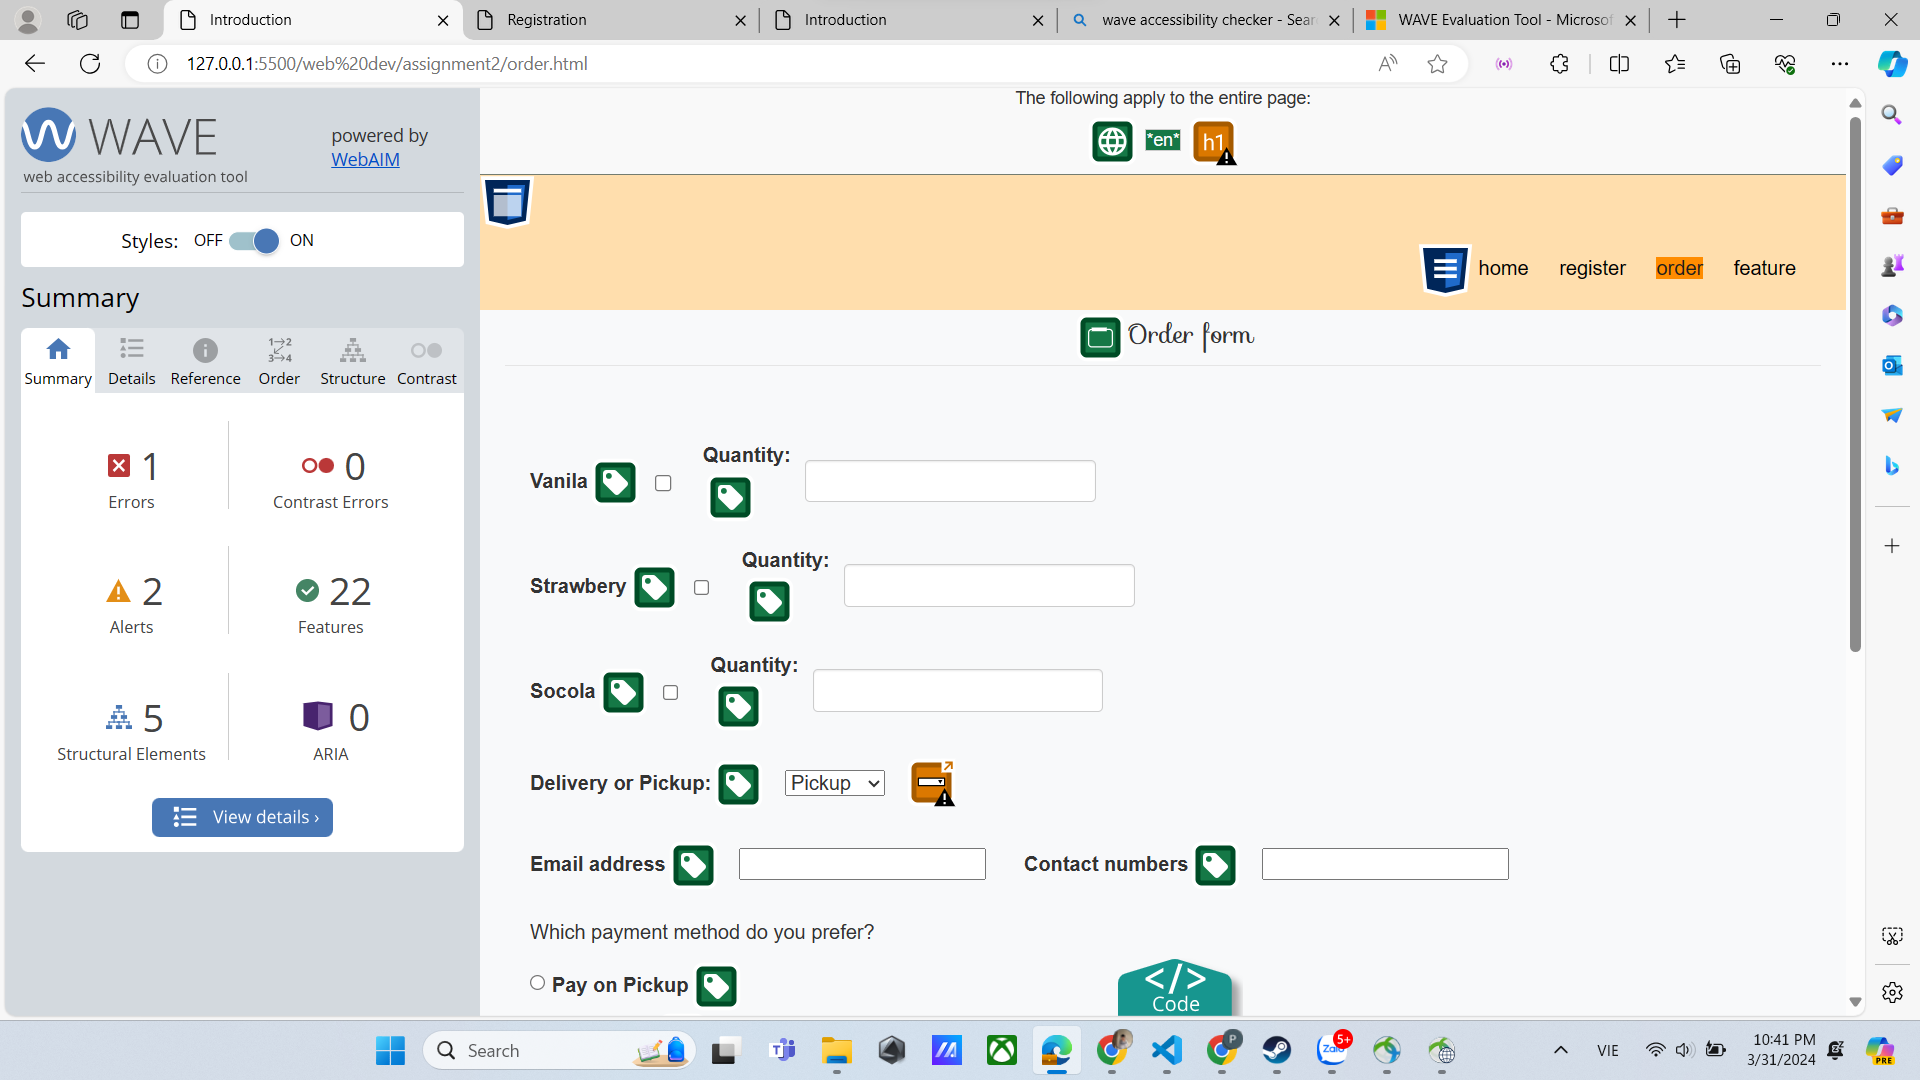 Introduction
Registration
Introduction
wave accessibility checker - Sear
WAVE Evaluation Tool - Microsof
127.0.0.1:5500/web%20dev/assignment2/order.html
WAVE
powered by
WebAIM
web accessibility evaluation tool
Styles: OFF ON
Summary
Summary Details Reference Order Structure Contrast
1
Errors
0
Contrast Errors
2
Alerts
22
Features
5
Structural Elements
0
ARIA
View details ›
The following apply to the entire page:
*en* h1
home register order feature
Order form
Vanila
Quantity:
Strawbery
Quantity:
Socola
Quantity:
Delivery or Pickup: Pickup
Email address
Contact numbers
Which payment method do you prefer?
Pay on Pickup
</>
Code
Search
Zalo
5+
P
VIE
10:41 PM
3/31/2024
PRE